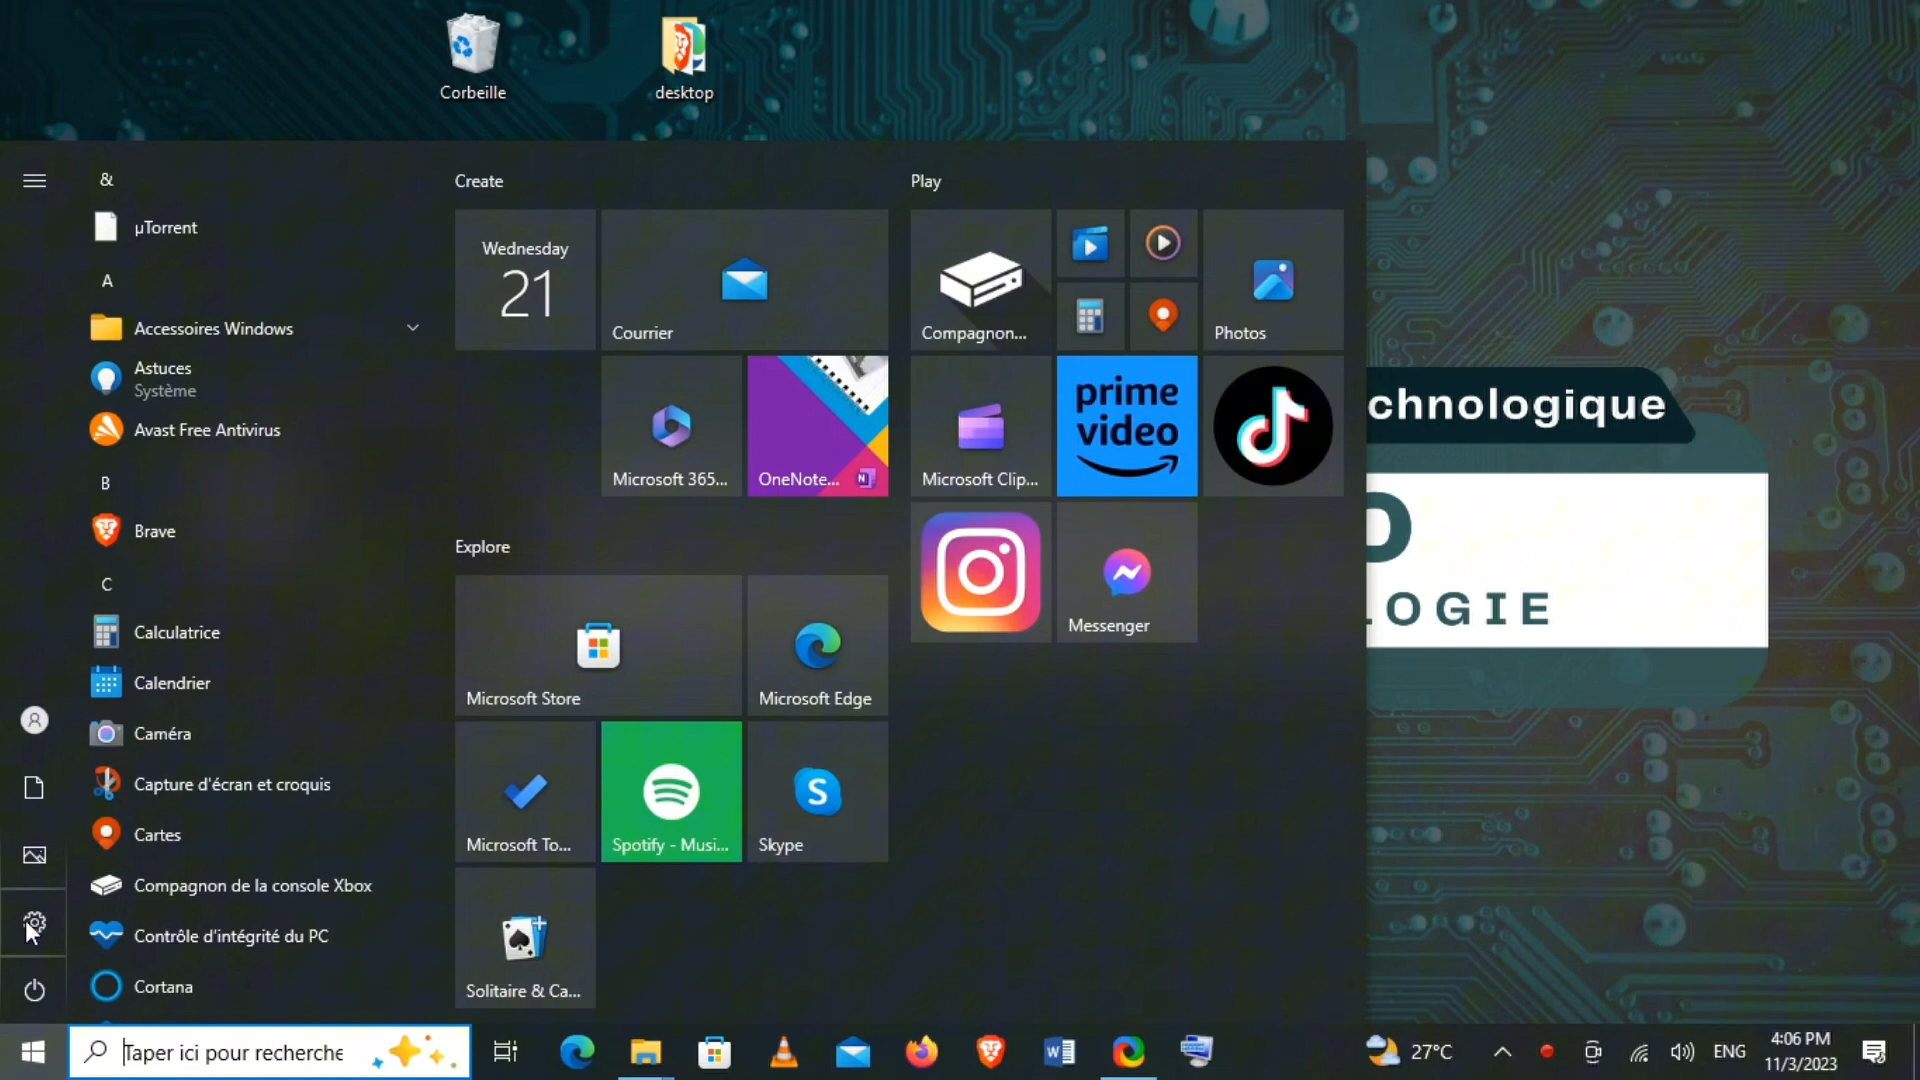 Corbeille
desktop
&
µTorrent
A
Accessoires Windows
Astuces
Système
Avast Free Antivirus
B
Brave
C
Calculatrice
Calendrier
Caméra
Capture d'écran et croquis
Cartes
Compagnon de la console Xbox
Contrôle d'intégrité du PC
Cortana
Create
Wednesday
21
Courrier
Microsoft 365...
OneNote...
N
Explore
Microsoft Store
Microsoft Edge
Microsoft To...
Spotify - Musi...
S
Skype
Solitaire & Ca...
Play
Compagnon...
Photos
Microsoft Clip...
prime
video
Messenger
chnologique
LOGIE
Taper ici pour recherche
W
27°C
ENG
4:06 PM
11/3/2023